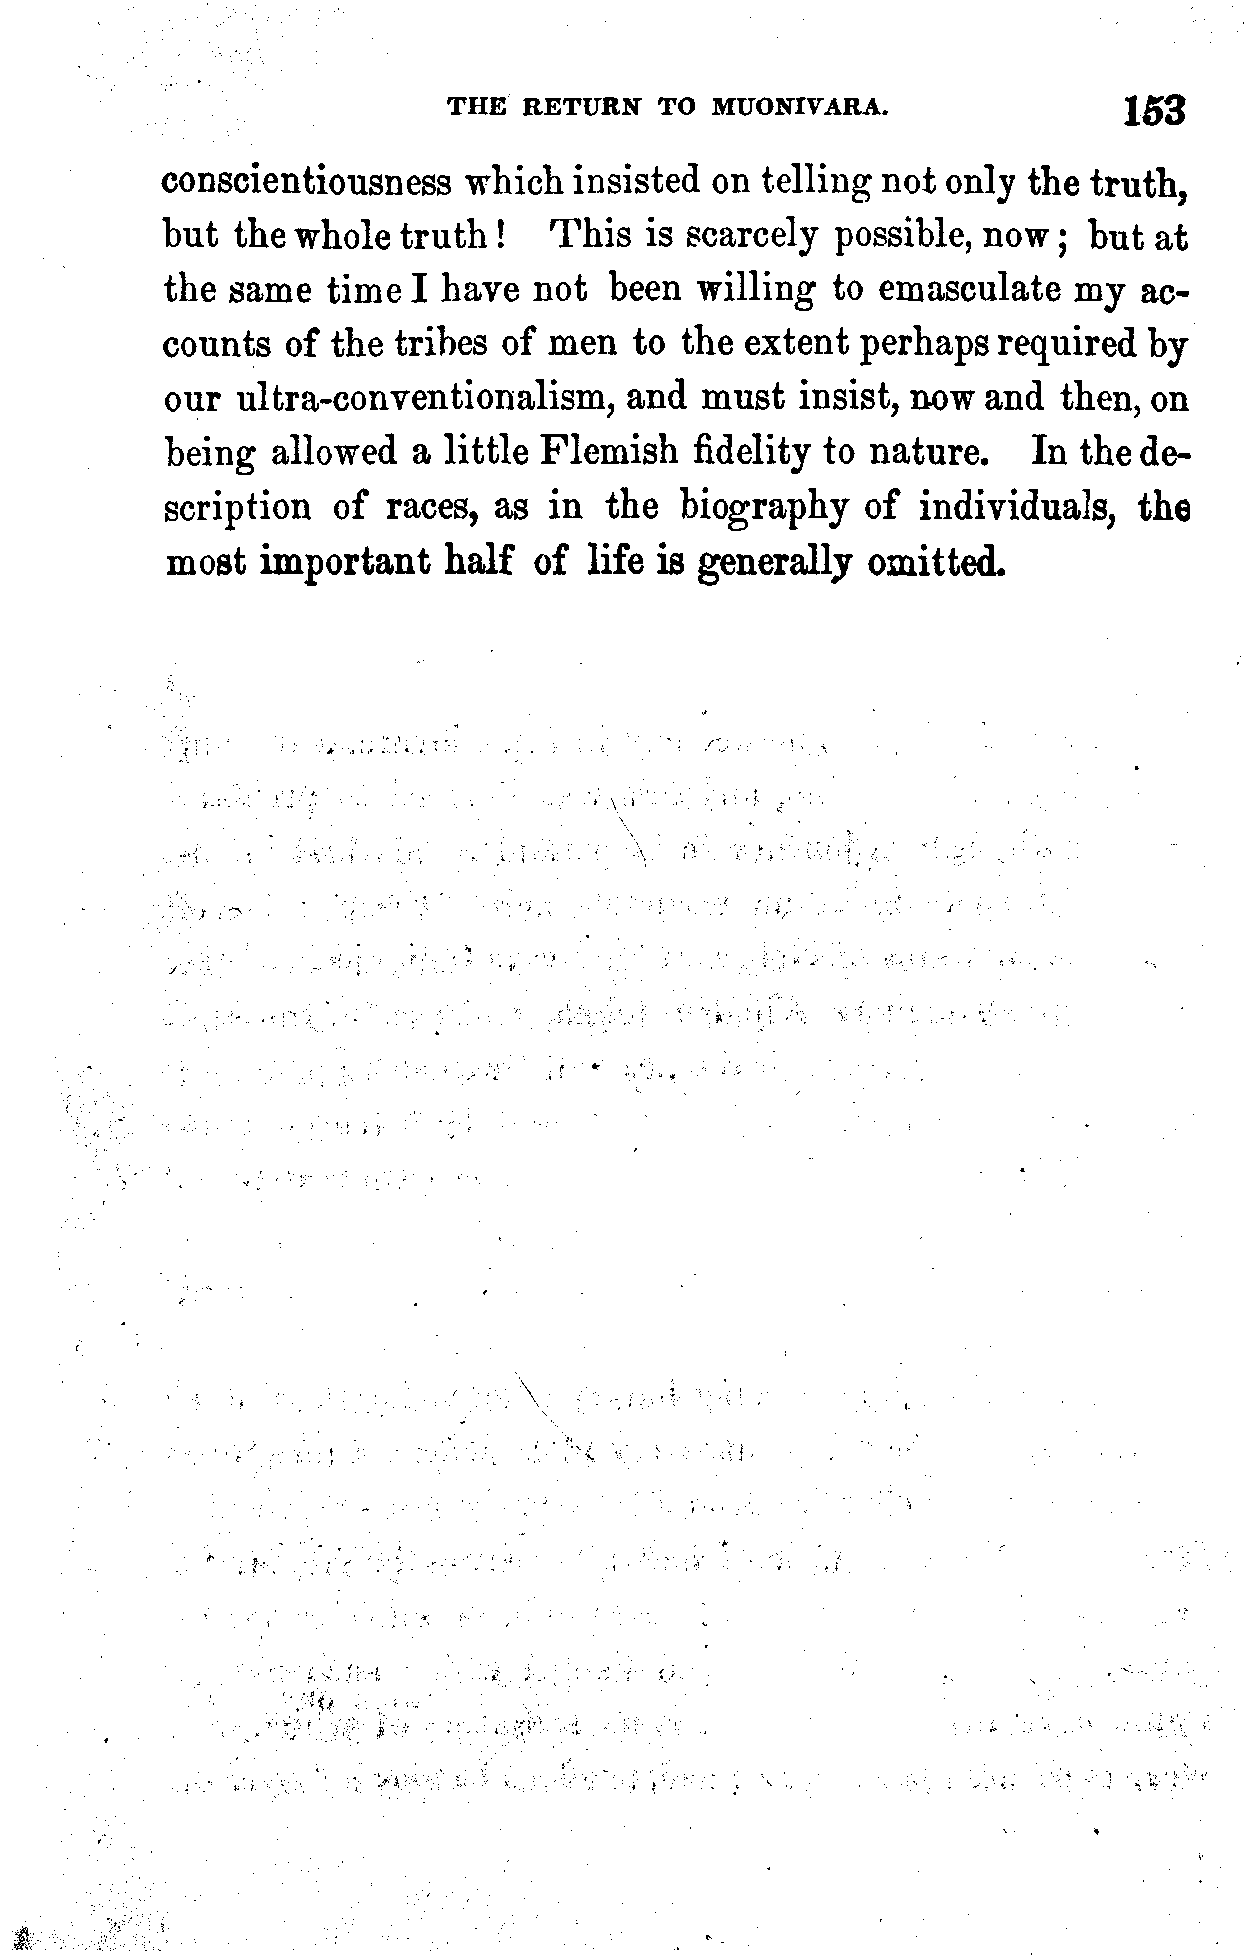 THE RETURN TO MUONIVARA. 153
conscientiousness which insisted on telling not only the truth,
but the whole truth! This is scarcely possible, now; but at
the same time I have not been willing to emasculate my ac-
counts of the tribes of men to the extent perhaps required by
our ultra-conventionalism, and must insist, now and then, on
being allowed a little Flemish fidelity to nature. In the de-
scription of races, as in the biography of individuals, the
most important half of life is generally omitted.